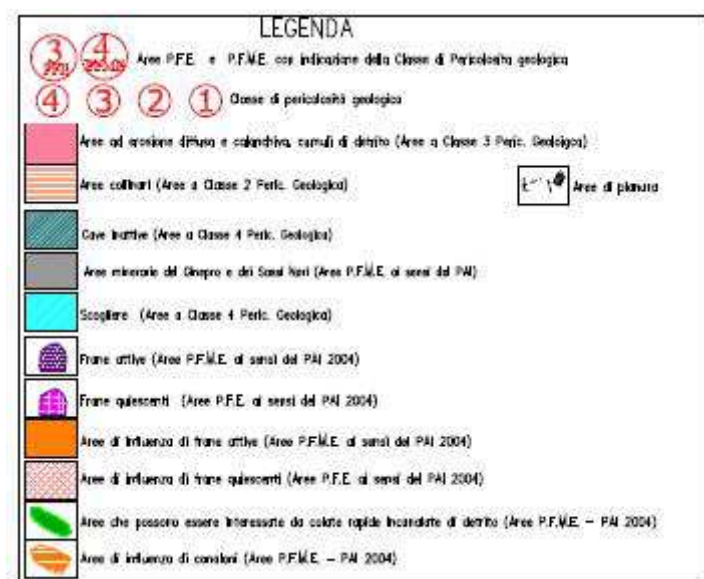 LEGENDA
3 4 Aree P.F.E. e P.F.M.E. con indicazione della Classe di Pericolosita geologica
4 3 2 1 Classe di pericolosità geologica
Aree ad erosione diffusa e calanchiva, cumuli di detrito (Aree a Classe 3 Peric. Geologica)
Aree collinari (Aree a Classe 2 Peric. Geologica)
Aree di pianura
Cave Inattive (Aree a Classe 4 Peric. Geologica)
Aree minerarie del Ginepro e dei Sassi Neri (Aree P.F.M.E. ai sensi del PAI)
Scogliere (Aree a Classe 4 Peric. Geologica)
Frane attive (Aree P.F.M.E. ai sensi del PAI 2004)
Frane quiescenti (Aree P.F.E. ai sensi del PAI 2004)
Aree di influenza di frane attive (Aree P.F.M.E. ai sensi del PAI 2004)
Aree di influenza di frane quiescenti (Aree P.F.E. ai sensi del PAI 2004)
Aree che possono essere interessate da colate rapide incanalate di detrito (Aree P.F.M.E. - PAI 2004)
Aree di influenza di canaloni (Aree P.F.M.E. - PAI 2004)